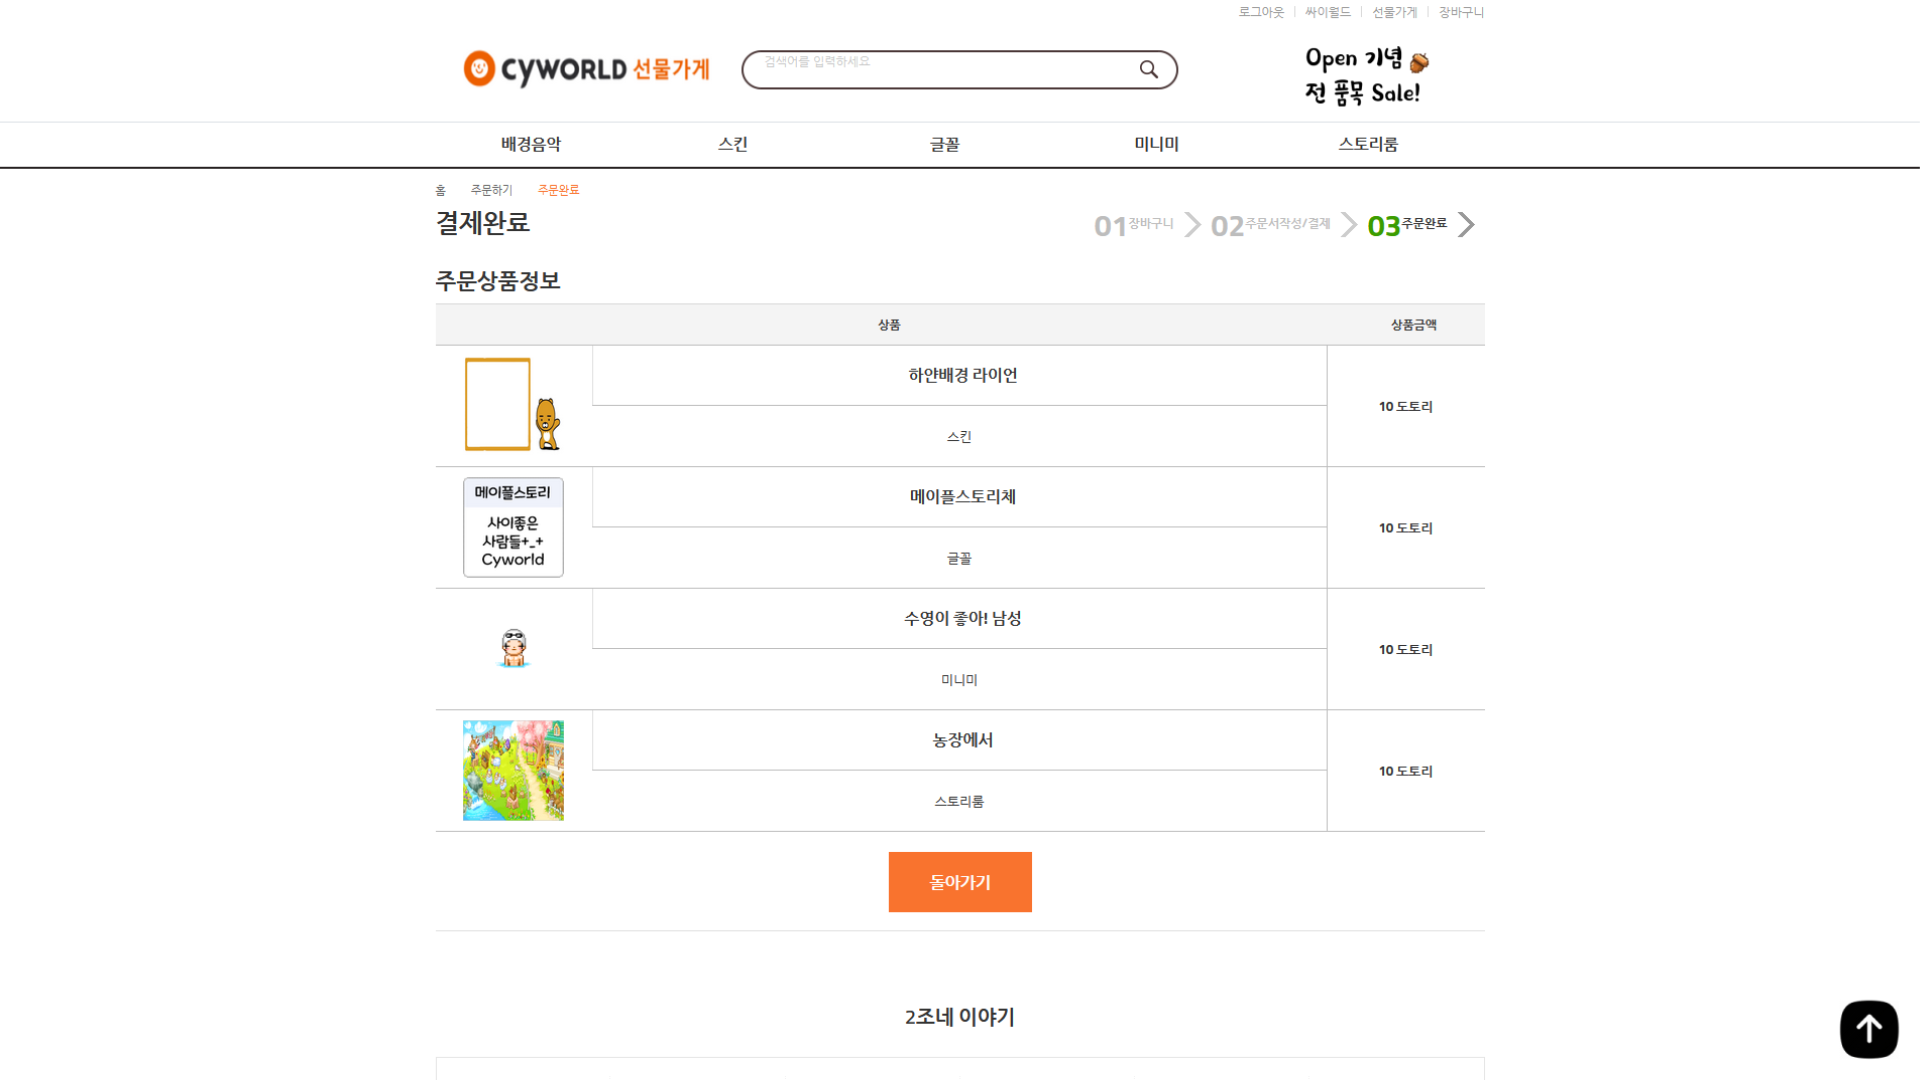 로그아웃 싸이월드 선물가게 장바구니
CYWORLD 선물가게
검색어를 입력하세요
Open 기념
전 품목 Sale!
배경음악 스킨 글꼴 미니미 스토리룸
홈 주문하기 주문완료
결제완료
01 장바구니 02 주문서작성/결제 03 주문완료
주문상품정보
상품 상품금액
하얀배경 라이언
스킨
10 도토리
메이플스토리
사이좋은
사람들+_+
Cyworld
메이플스토리체
글꼴
10 도토리
수영이 좋아! 남성
미니미
10 도토리
농장에서
스토리룸
10 도토리
돌아가기
2조네 이야기